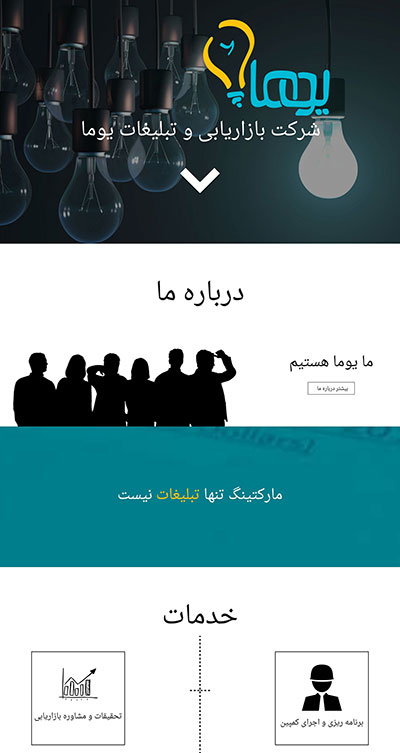 یوما
شرکت بازاریابی و تبلیغات یوما
درباره ما
ما یوما هستیم
بیشتر درباره ما
مارکتینگ تنها تبلیغات نیست
خدمات
برنامه ریزی و اجرای کمپین
تحقیقات و مشاوره بازاریابی